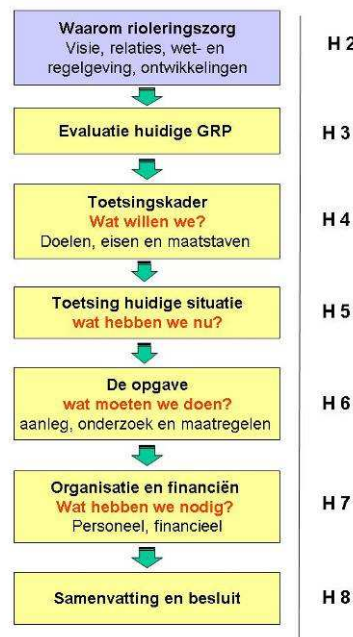 Waarom rioleringszorg
Visie, relaties, wet- en
regelgeving, ontwikkelingen
H 2
Evaluatie huidige GRP
H 3
Toetsingskader
Wat willen we?
Doelen, eisen en maatstaven
H 4
Toetsing huidige situatie
wat hebben we nu?
H 5
De opgave
wat moeten we doen?
aanleg, onderzoek en maatregelen
H 6
Organisatie en financiën
Wat hebben we nodig?
Personeel, financieel
H 7
Samenvatting en besluit
H 8